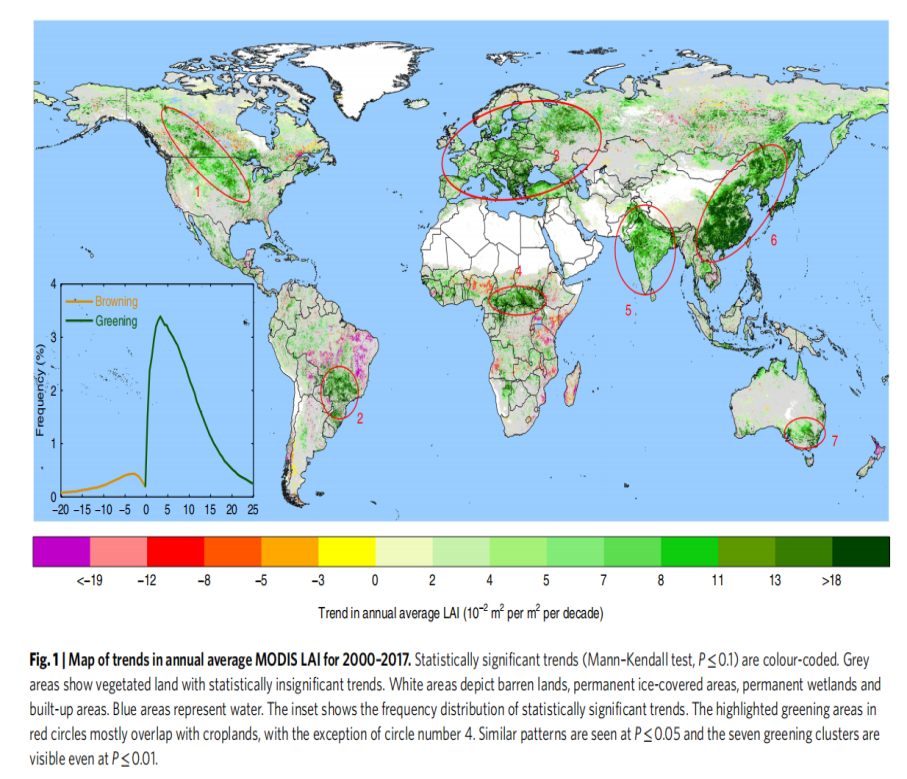 1
3
6
4
5
2
7
4
Browning
Greening
3
2
1
0
Frequency (%)
−20 −15 −10 −5 0 5 10 15 20 25
<−19 −12 −8 −5 −3 0 2 4 5 7 8 11 13 >18
Trend in annual average LAI (10⁻² m² per m² per decade)
Fig. 1 | Map of trends in annual average MODIS LAI for 2000–2017. Statistically significant trends (Mann–Kendall test, P ≤ 0.1) are colour-coded. Grey
areas show vegetated land with statistically insignificant trends. White areas depict barren lands, permanent ice-covered areas, permanent wetlands and
built-up areas. Blue areas represent water. The inset shows the frequency distribution of statistically significant trends. The highlighted greening areas in
red circles mostly overlap with croplands, with the exception of circle number 4. Similar patterns are seen at P ≤ 0.05 and the seven greening clusters are
visible even at P ≤ 0.01.